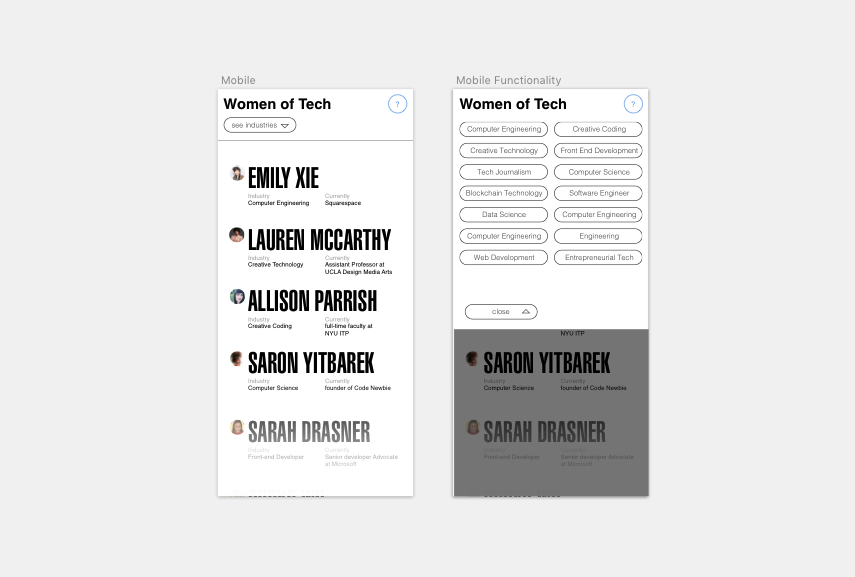 Mobile
Women of Tech
?
see industries
EMILY XIE
Industry
Computer Engineering
Currently
Squarespace
LAUREN MCCARTHY
Industry
Creative Technology
Currently
Assistant Professor at
UCLA Design Media Arts
ALLISON PARRISH
Industry
Creative Coding
Currently
full-time faculty at
NYU ITP
SARON YITBAREK
Industry
Computer Science
Currently
founder of Code Newbie
SARAH DRASNER
Industry
Front-end Developer
Currently
Senior developer Advocate
at Microsoft
Mobile Functionality
Women of Tech
?
Computer Engineering
Creative Coding
Creative Technology
Front End Development
Tech Journalism
Computer Science
Blockchain Technology
Software Engineer
Data Science
Computer Engineering
Computer Engineering
Engineering
Web Development
Entrepreneurial Tech
close
NYU ITP
SARON YITBAREK
Industry
Computer Science
Currently
founder of Code Newbie
SARAH DRASNER
Industry
Front-end Developer
Currently
Senior developer Advocate
at Microsoft